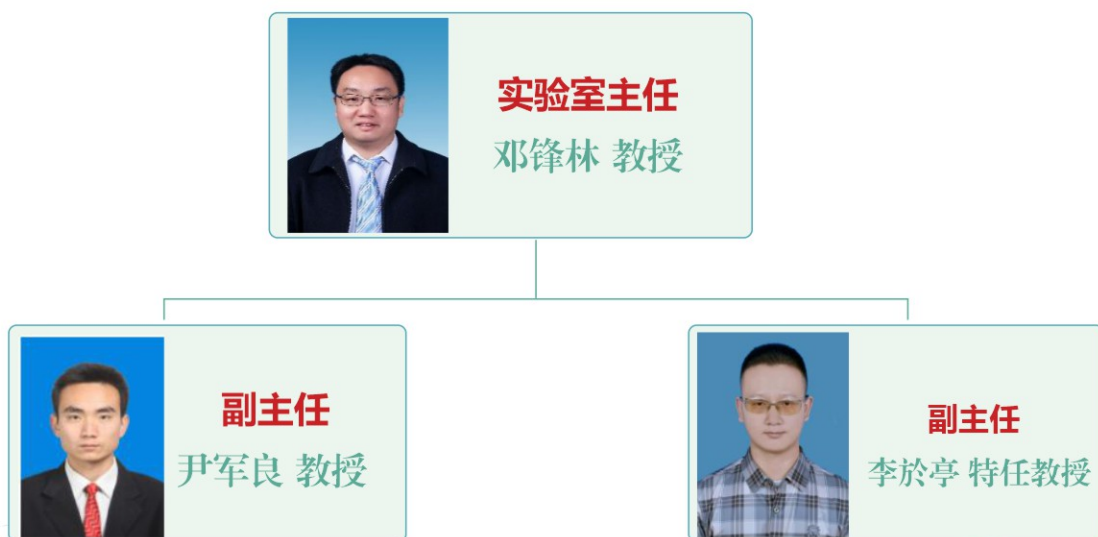 实验室主任
邓锋林 教授
副主任
尹军良 教授
副主任
李於亭 特任教授